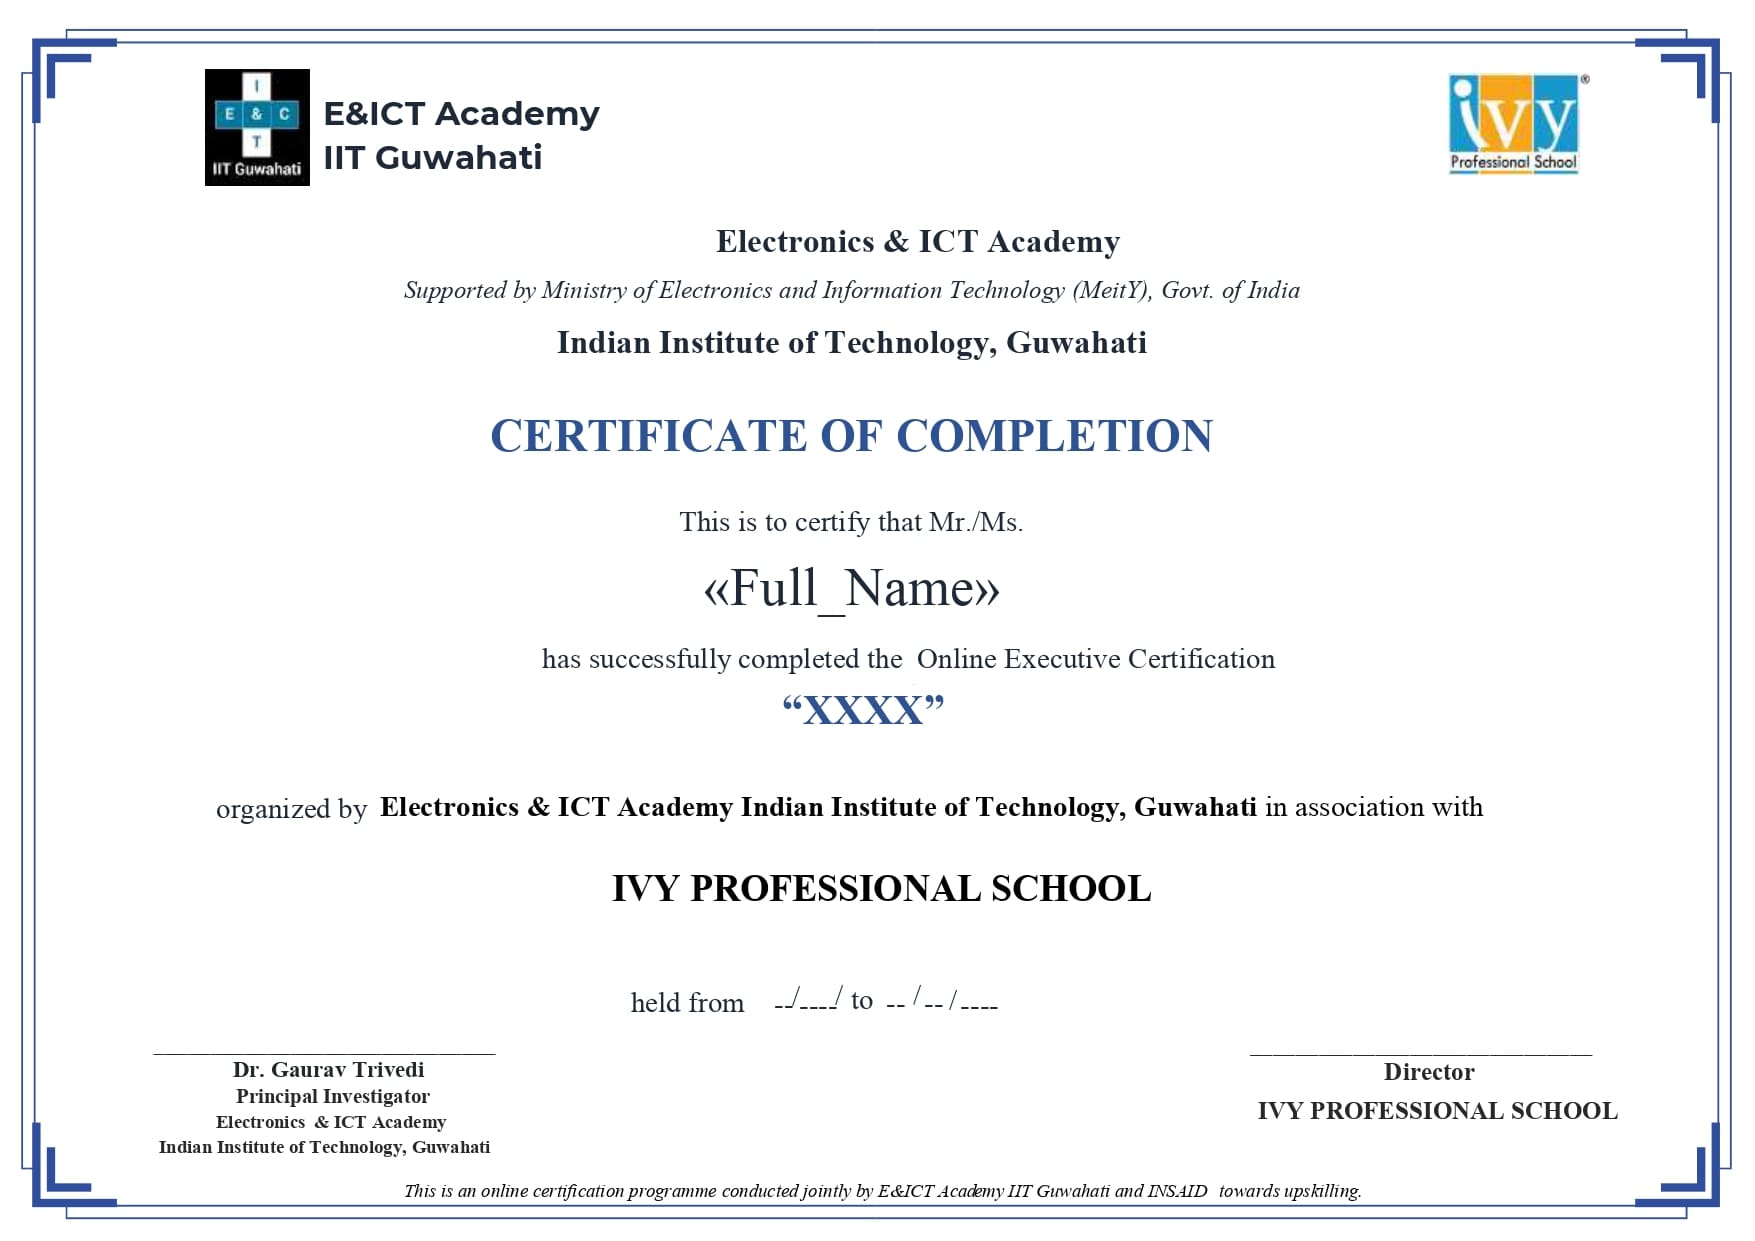 I
E & C
T
IIT Guwahati
E&ICT Academy
IIT Guwahati
ivy®
Professional School
Electronics & ICT Academy
Supported by Ministry of Electronics and Information Technology (MeitY), Govt. of India
Indian Institute of Technology, Guwahati
CERTIFICATE OF COMPLETION
This is to certify that Mr./Ms.
«Full_Name»
has successfully completed the Online Executive Certification
“XXXX”
organized by Electronics & ICT Academy Indian Institute of Technology, Guwahati in association with
IVY PROFESSIONAL SCHOOL
held from --/----/ to -- / -- / ----
Dr. Gaurav Trivedi
Principal Investigator
Electronics & ICT Academy
Indian Institute of Technology, Guwahati
Director
IVY PROFESSIONAL SCHOOL
This is an online certification programme conducted jointly by E&ICT Academy IIT Guwahati and INSAID towards upskilling.